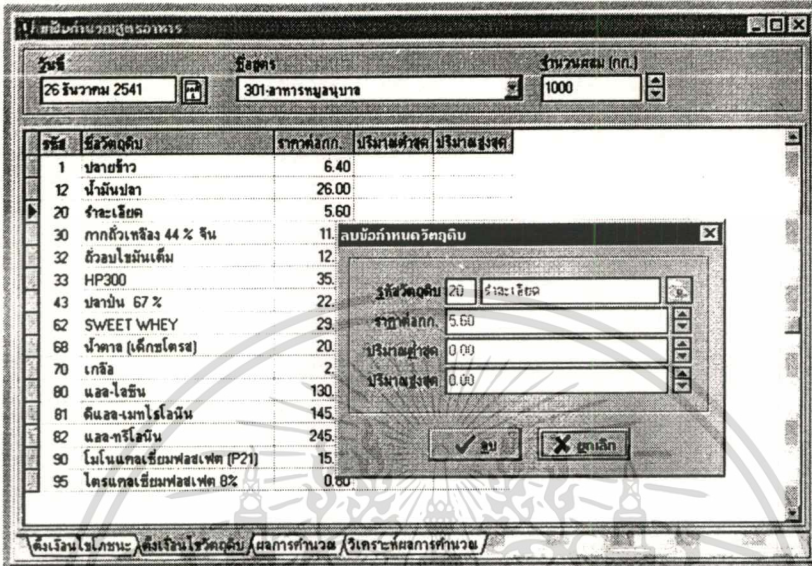 แฟ้มคำนวณสูตรอาหาร
วันที่ ชื่อสูตร จำนวนผสม (กก.)
26 ธันวาคม 2541 301-อาหารหมูอนุบาล 1000
รหัส ชื่อวัตถุดิบ ราคาต่อกก. ปริมาณต่ำสุด ปริมาณสูงสุด
1 ปลายข้าว 6.40
12 น้ำมันปลา 26.00
20 รำละเอียด 5.60
30 กากถั่วเหลือง 44 % จีน 11.
32 ถั่วอบไขมันเต็ม 12.
33 HP300 35.
43 ปลาป่น 67 % 22.
62 SWEET WHEY 29.
68 น้ำตาล (เด็กซโตรส) 20.
70 เกลือ 2.
80 แอล-ไลซีน 130.
81 ดีแอล-เมทไธโอนีน 145.
82 แอล-ทรีโอนีน 245.
90 โมโนแคลเซียมฟอสเฟต (P21) 15.
95 ไตรแคลเซียมฟอสเฟต 8% 0.60
ลบข้อกำหนดวัตถุดิบ
รหัสวัตถุดิบ 20 รำละเอียด
ราคาต่อกก. 5.60
ปริมาณต่ำสุด 0.00
ปริมาณสูงสุด 0.00
ลบ ยกเลิก
ตั้งเงื่อนไขโภชนะ ตั้งเงื่อนไขวัตถุดิบ ผลการคำนวณ วิเคราะห์ผลการคำนวณ